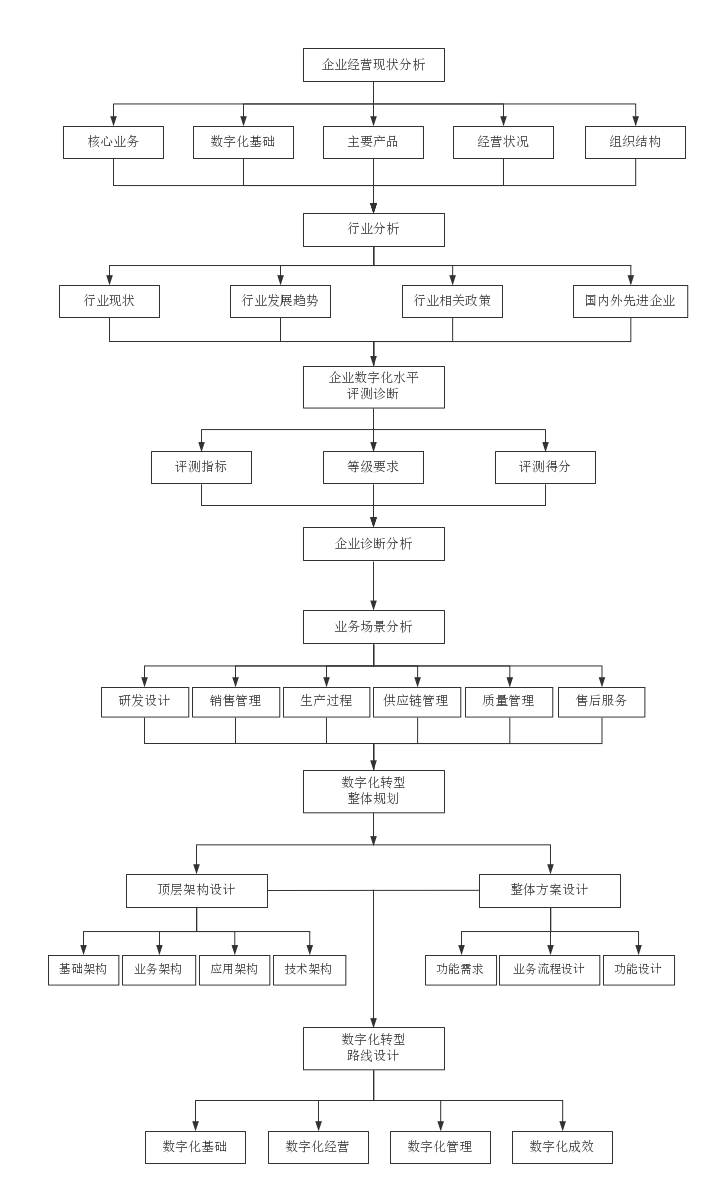 企业经营现状分析
核心业务
数字化基础
主要产品
经营状况
组织结构
行业分析
行业现状
行业发展趋势
行业相关政策
国内外先进企业
企业数字化水平
评测诊断
评测指标
等级要求
评测得分
企业诊断分析
业务场景分析
研发设计
销售管理
生产过程
供应链管理
质量管理
售后服务
数字化转型
整体规划
顶层架构设计
整体方案设计
基础架构
业务架构
应用架构
技术架构
功能需求
业务流程设计
功能设计
数字化转型
路线设计
数字化基础
数字化经营
数字化管理
数字化成效